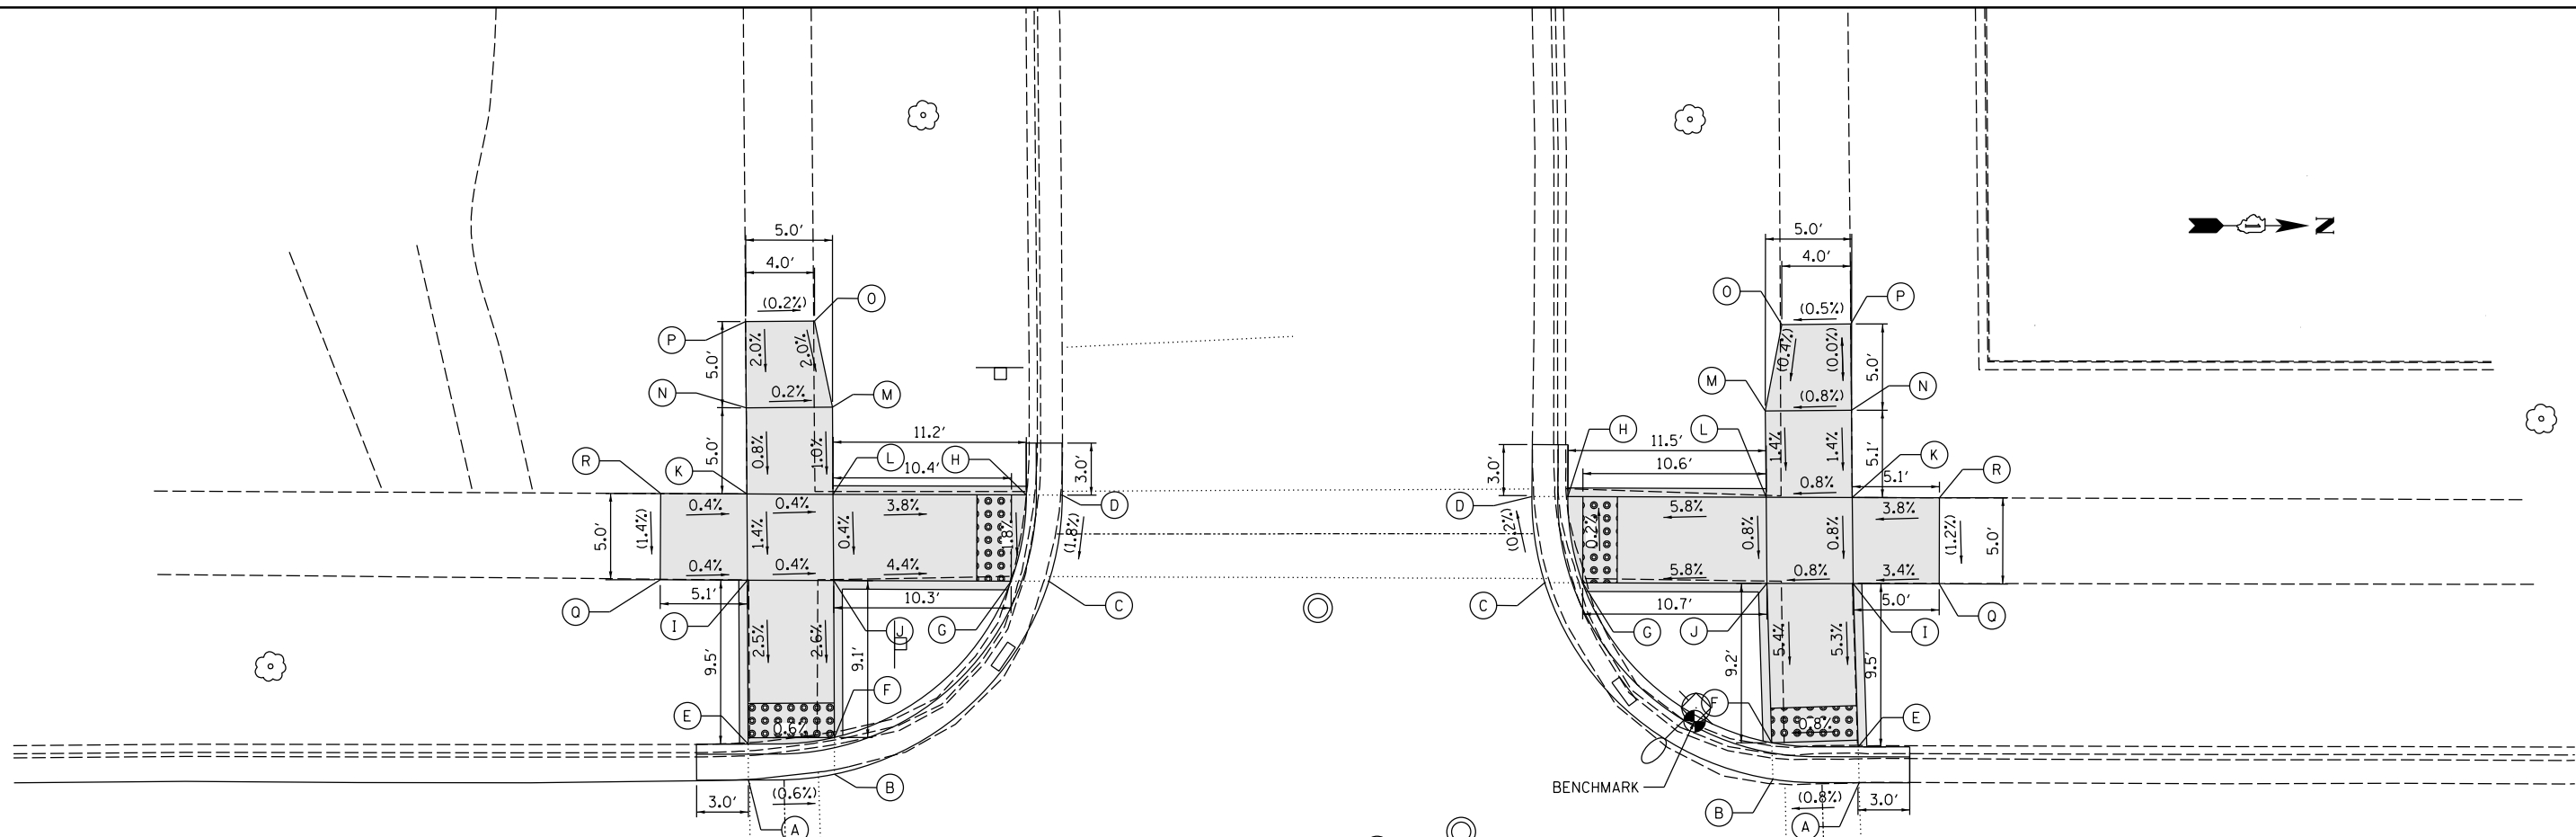 5.0'
4.0'
(0.2%)
O
P
2.0%
2.0%
5.0'
N
0.2%
M
11.2'
R
K
5.0'
0.8%
1.0%
L
10.4'
H
3.0'
0.4%
0.4%
3.8%
D
5.0'
(1.4%)
1.4%
0.4%
1.8%
(1.8%)
0.4%
0.4%
4.4%
5.1'
10.3'
C
Q
I
J
G
2.5%
2.6%
9.5'
9.1'
F
E
0.6%
B
(0.6%)
3.0'
A
5.0'
4.0'
O
(0.5%)
P
(0.4%)
(0.0%)
5.0'
M
(0.8%)
N
H
11.5'
L
1.4%
1.4%
5.1'
K
3.0'
10.6'
0.8%
5.1'
R
D
5.8%
3.8%
(0.2%)
0.2%
0.8%
0.8%
(1.2%)
5.0'
5.8%
0.8%
3.4%
C
10.7'
5.0'
Q
G
J
I
5.4%
5.3%
9.2'
9.5'
F
E
0.8%
BENCHMARK
B
(0.8%)
3.0'
A
N